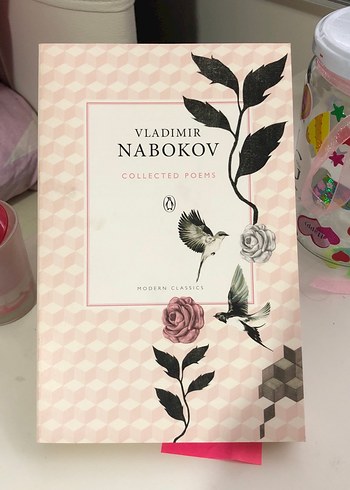 VLADIMIR
NABOKOV
COLLECTED POEMS
MODERN CLASSICS